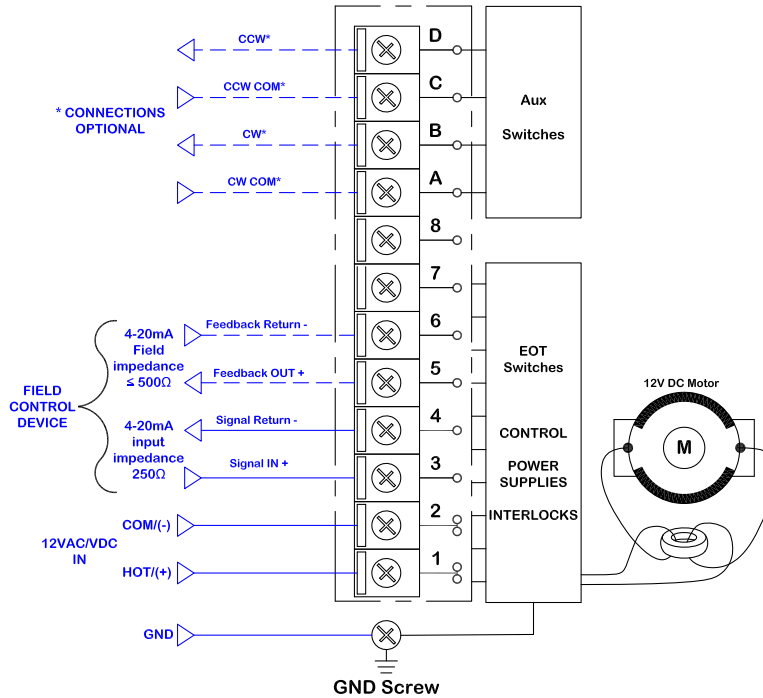 CCW*
D
CCW COM*
C
* CONNECTIONS
OPTIONAL
CW*
B
CW COM*
A
Aux
Switches
8
7
Feedback Return -
6
4-20mA
Field
impedance
≤ 500Ω
Feedback OUT +
5
FIELD
CONTROL
DEVICE
Signal Return -
4
4-20mA
input
impedance
250Ω
Signal IN +
3
COM/(-)
2
12VAC/VDC
IN
HOT/(+)
1
EOT
Switches
CONTROL
POWER
SUPPLIES
INTERLOCKS
12V DC Motor
M
GND
GND Screw